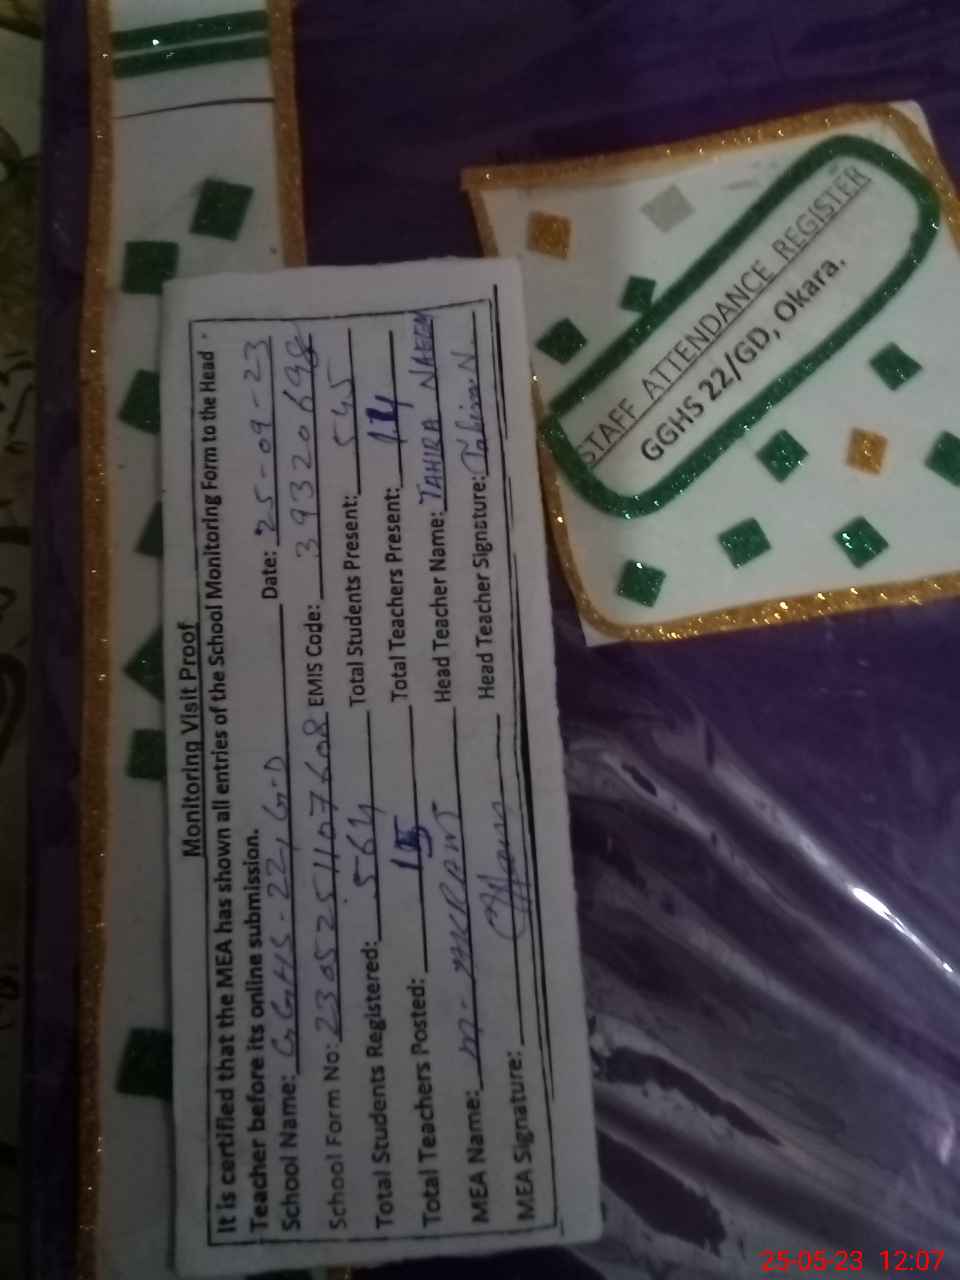 Monitoring Visit Proof
It is certified that the MEA has shown all entries of the School Monitoring Form to the Head
Teacher before its online submission.
School Name: GGHS-22/G.D Date: 25-09-23
School Form No: 2305251107608 EMIS Code: 39320698
Total Students Registered: 564 Total Students Present: 545
Total Teachers Posted: 15 Total Teachers Present: 14
MEA Name: Head Teacher Name: TAHIRA NAEEM
MEA Signature: Head Teacher Signature: Tahira N.
STAFF ATTENDANCE REGISTER
GGHS 22/GD, Okara.
25-05-23 12:07